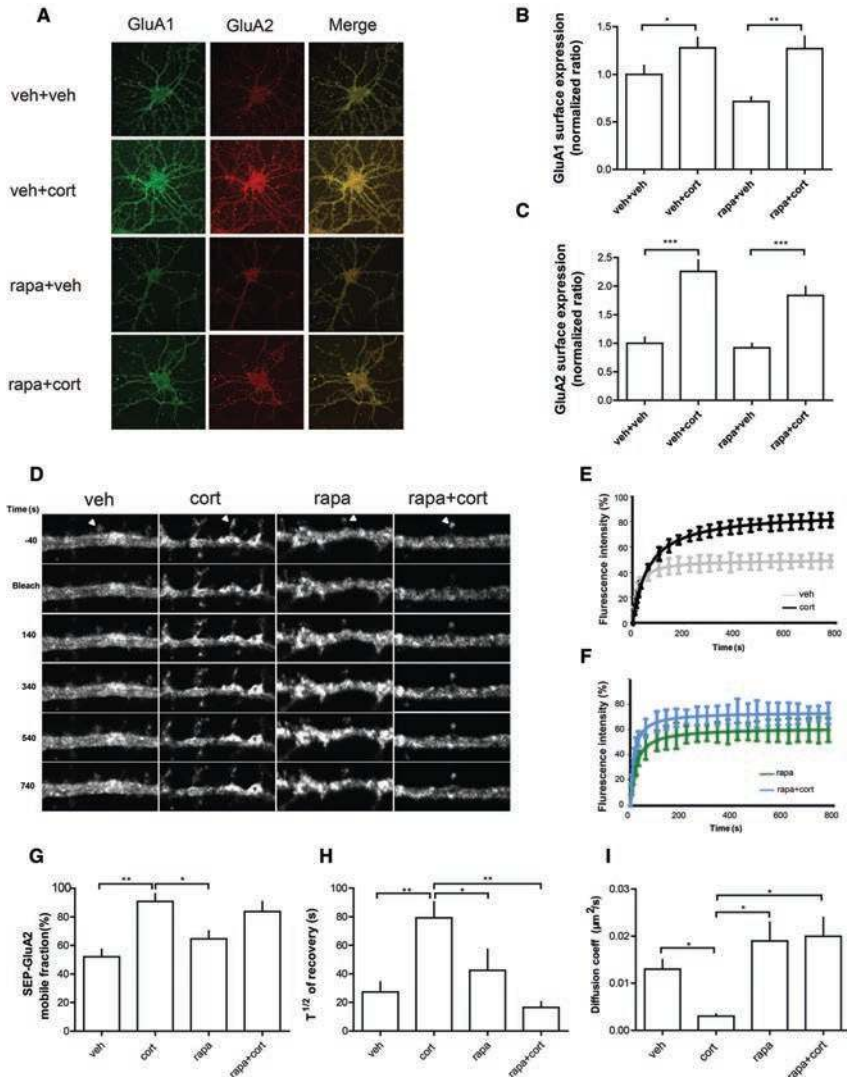 A
GluA1 GluA2 Merge
veh+veh
veh+cort
rapa+veh
rapa+cort
B
GluA1 surface expression
(normalized ratio)
1.5
1.0
0.5
0.0
* **
veh+veh veh+cort rapa+veh rapa+cort
C
GluA2 surface expression
(normalized ratio)
2.5
2.0
1.0
0.5
0.0
*** ***
veh+veh veh+cort rapa+veh rapa+cort
D
veh cort rapa rapa+cort
Time (s)
-40
Bleach
140
340
540
740
E
Flurescence intensity (%)
100
80
60
40
20
0
0 200 400 600 800
Time (s)
veh
cort
F
Flurescence intensity (%)
80
60
40
20
0
0 200 400 600 800
Time (s)
rapa
rapa+cort
G
SEP-GluA2
mobile fraction(%)
100
80
60
40
20
0
** *
veh cort rapa rapa+cort
H
T 1/2 of recovery (s)
100
80
60
40
20
0
** * **
veh cort rapa rapa+cort
I
Diffusion coeff (µm²/s)
0.03
0.02
0.01
0.00
* * *
veh cort rapa rapa+cort